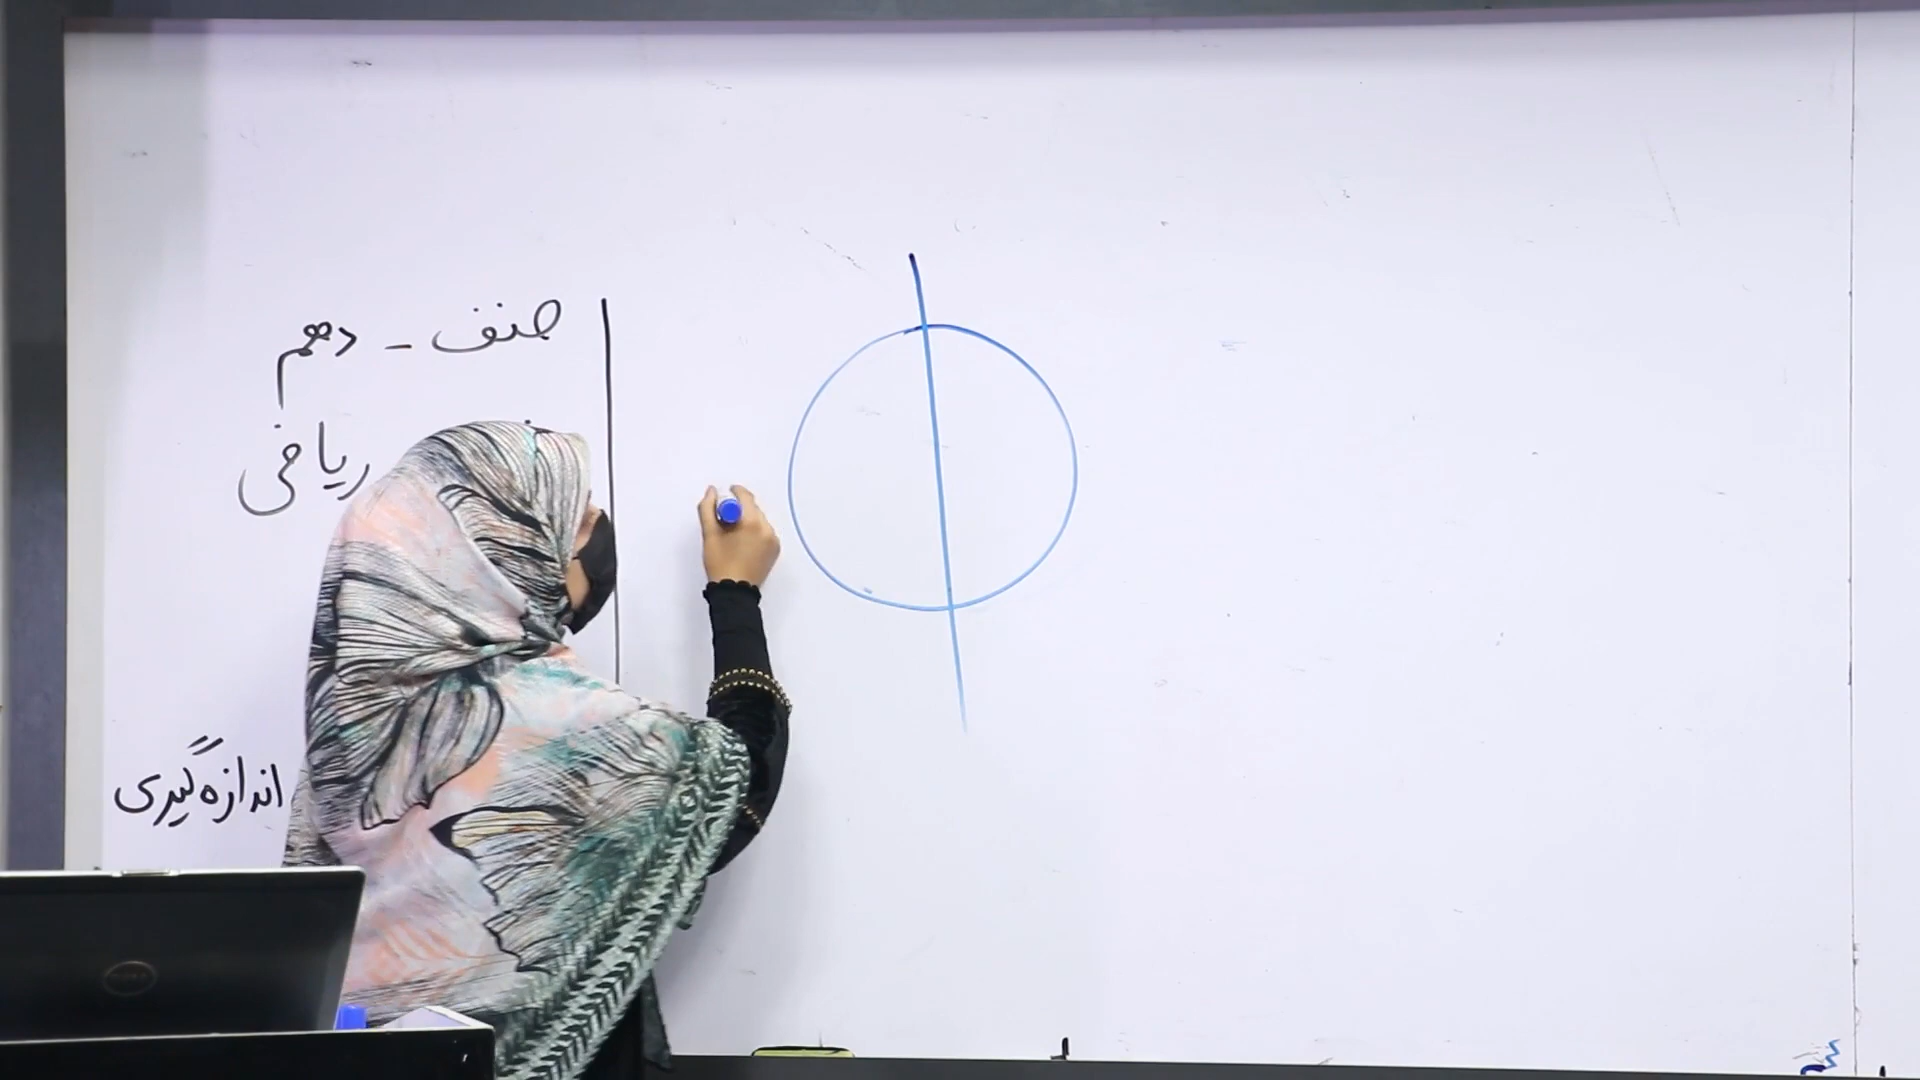 صنف - دهم
ریاضی
اندازه‌گیری